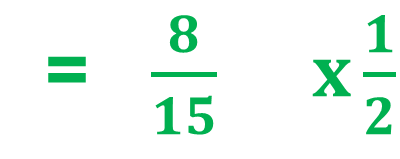 = 8/15 x 1/2